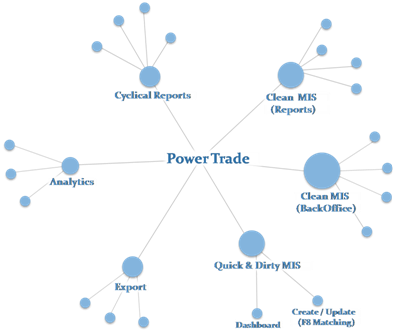 Cyclical Reports
Clean MIS
(Reports)
Power Trade
Analytics
Clean MIS
(BackOffice)
Quick & Dirty MIS
Export
Dashboard
Create / Update
(F8 Matching)